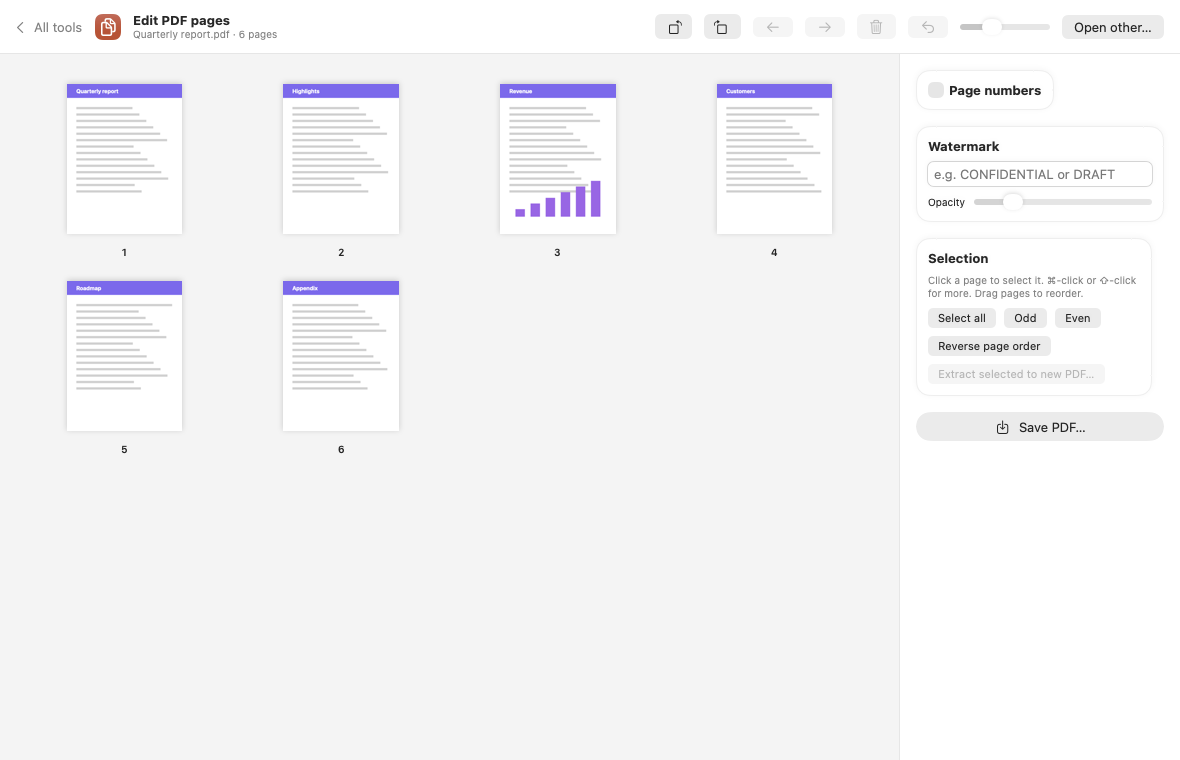 All tools
Edit PDF pages
Quarterly report.pdf · 6 pages
Open other...
Quarterly report
Highlights
Revenue
Customers
1
2
3
4
Roadmap
Appendix
5
6
Page numbers
Watermark
e.g. CONFIDENTIAL or DRAFT
Opacity
Selection
Click a page to select it. ⌘-click or ⇧-click
for more. Drag pages to reorder.
Select all
Odd
Even
Reverse page order
Extract selected to new PDF...
Save PDF...